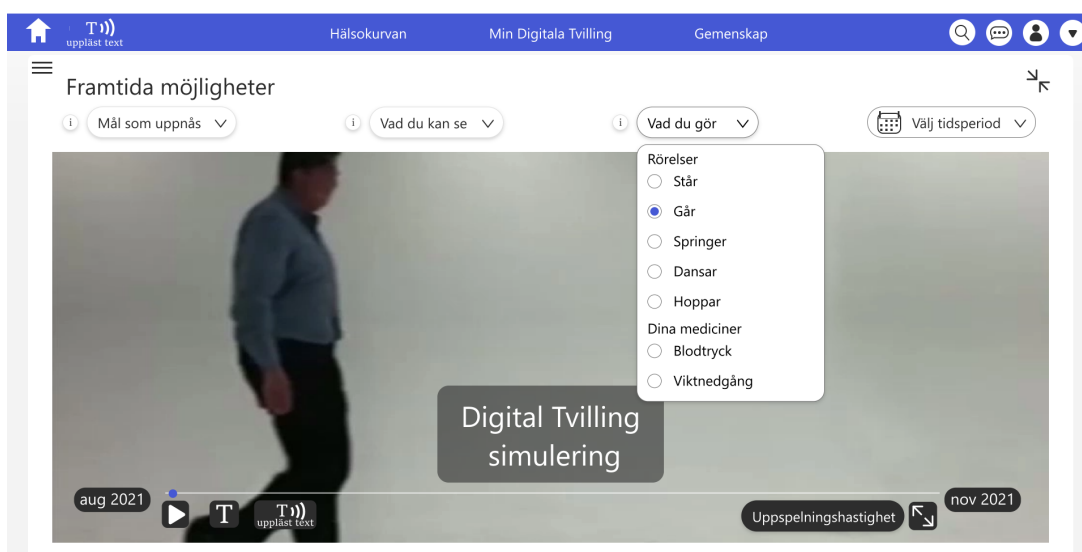 T
uppläst text
Hälsokurvan
Min Digitala Tvilling
Gemenskap
Framtida möjligheter
i Mål som uppnås
i Vad du kan se
i Vad du gör
Välj tidsperiod
Rörelser
Står
Går
Springer
Dansar
Hoppar
Dina mediciner
Blodtryck
Viktnedgång
Digital Tvilling
simulering
aug 2021
nov 2021
T
T
uppläst text
Uppspelningshastighet